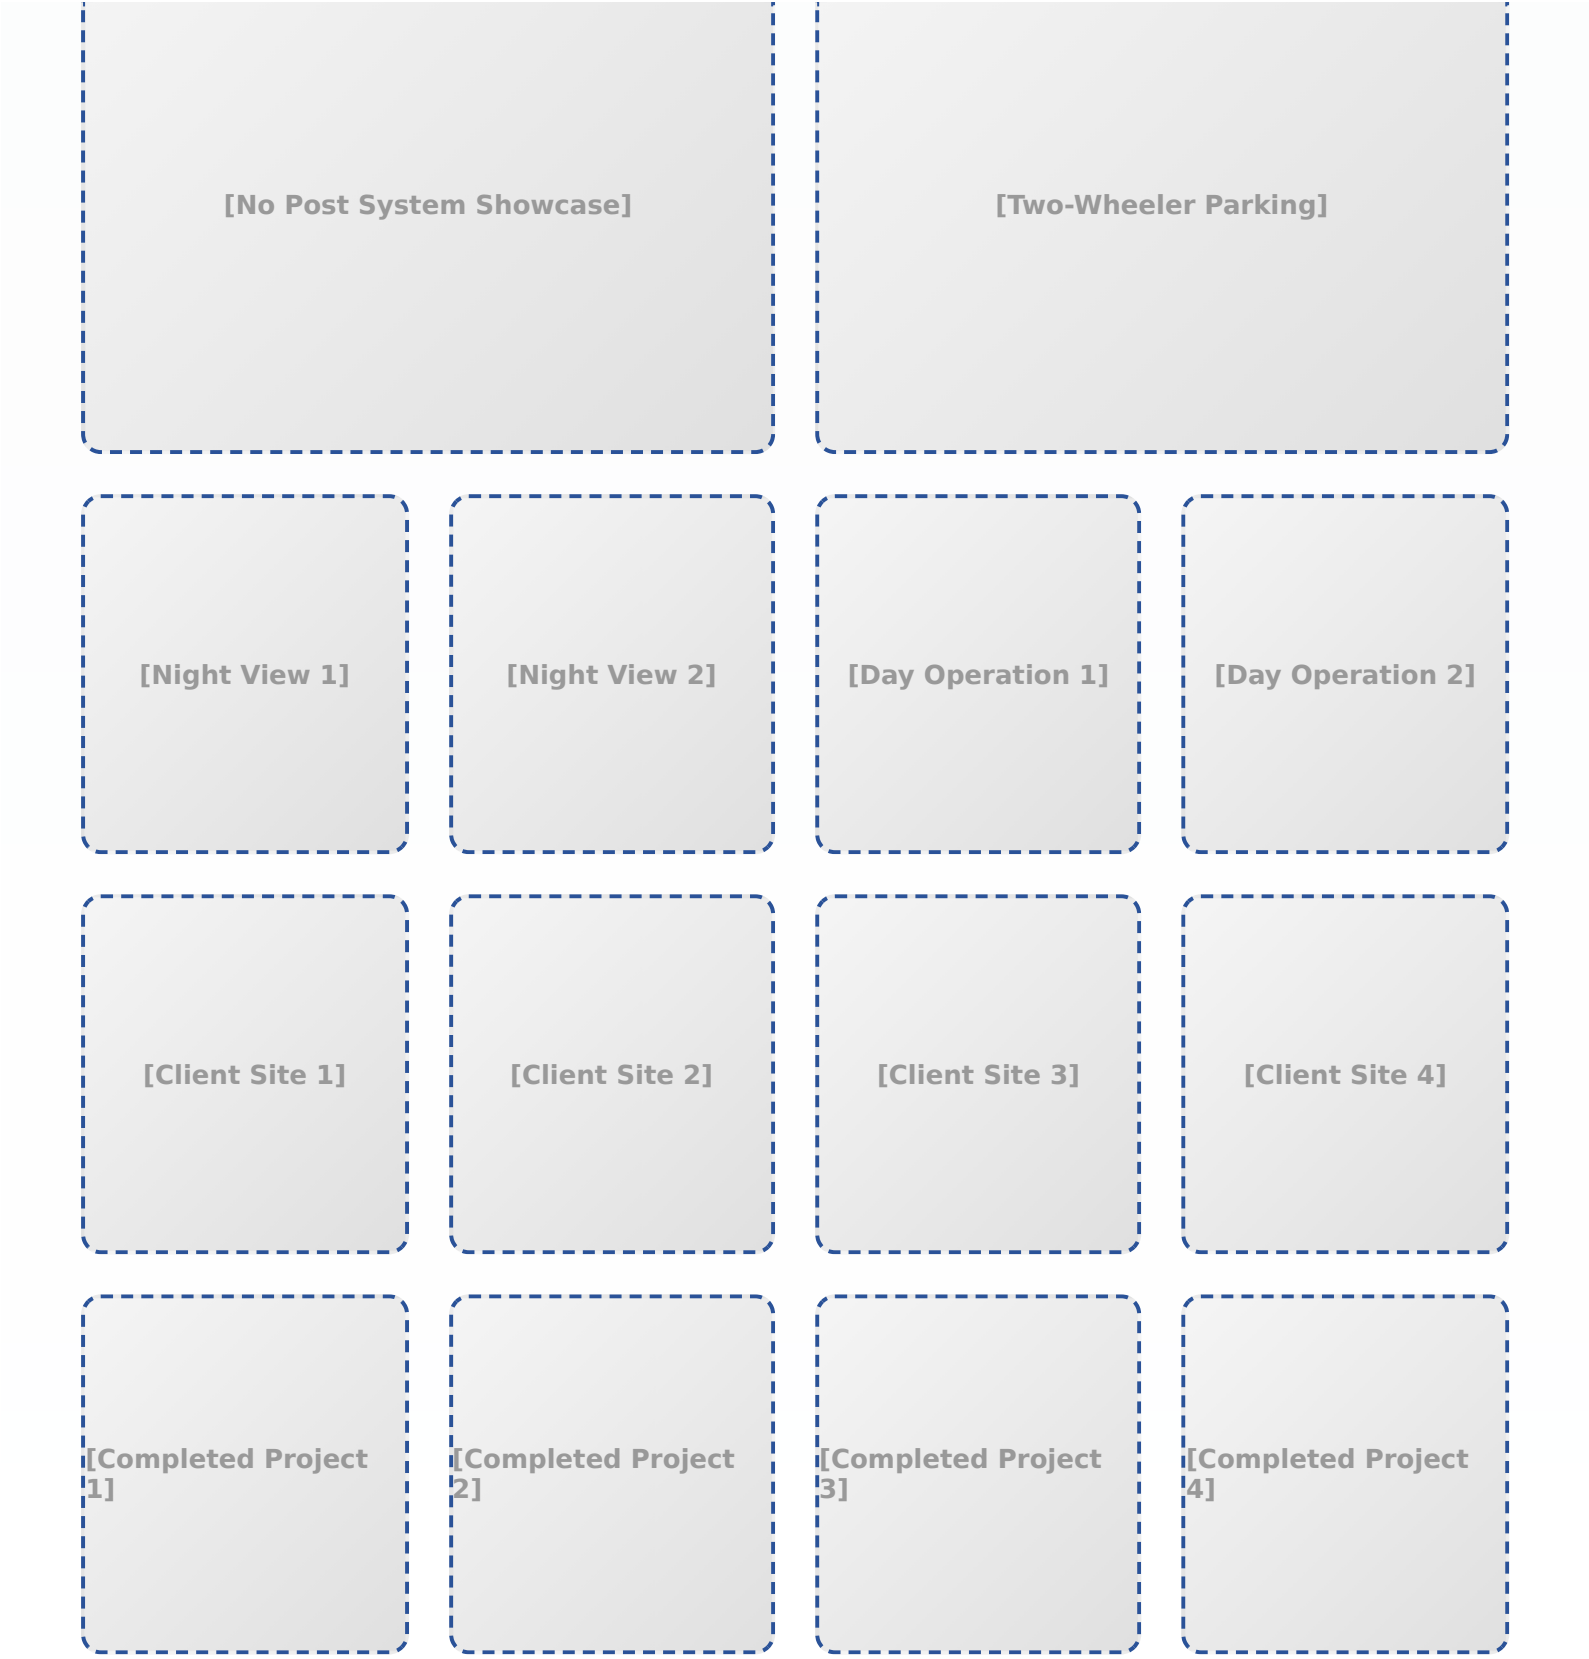 [No Post System Showcase]
[Two-Wheeler Parking]
[Night View 1]
[Night View 2]
[Day Operation 1]
[Day Operation 2]
[Client Site 1]
[Client Site 2]
[Client Site 3]
[Client Site 4]
[Completed Project
1]
[Completed Project
2]
[Completed Project
3]
[Completed Project
4]